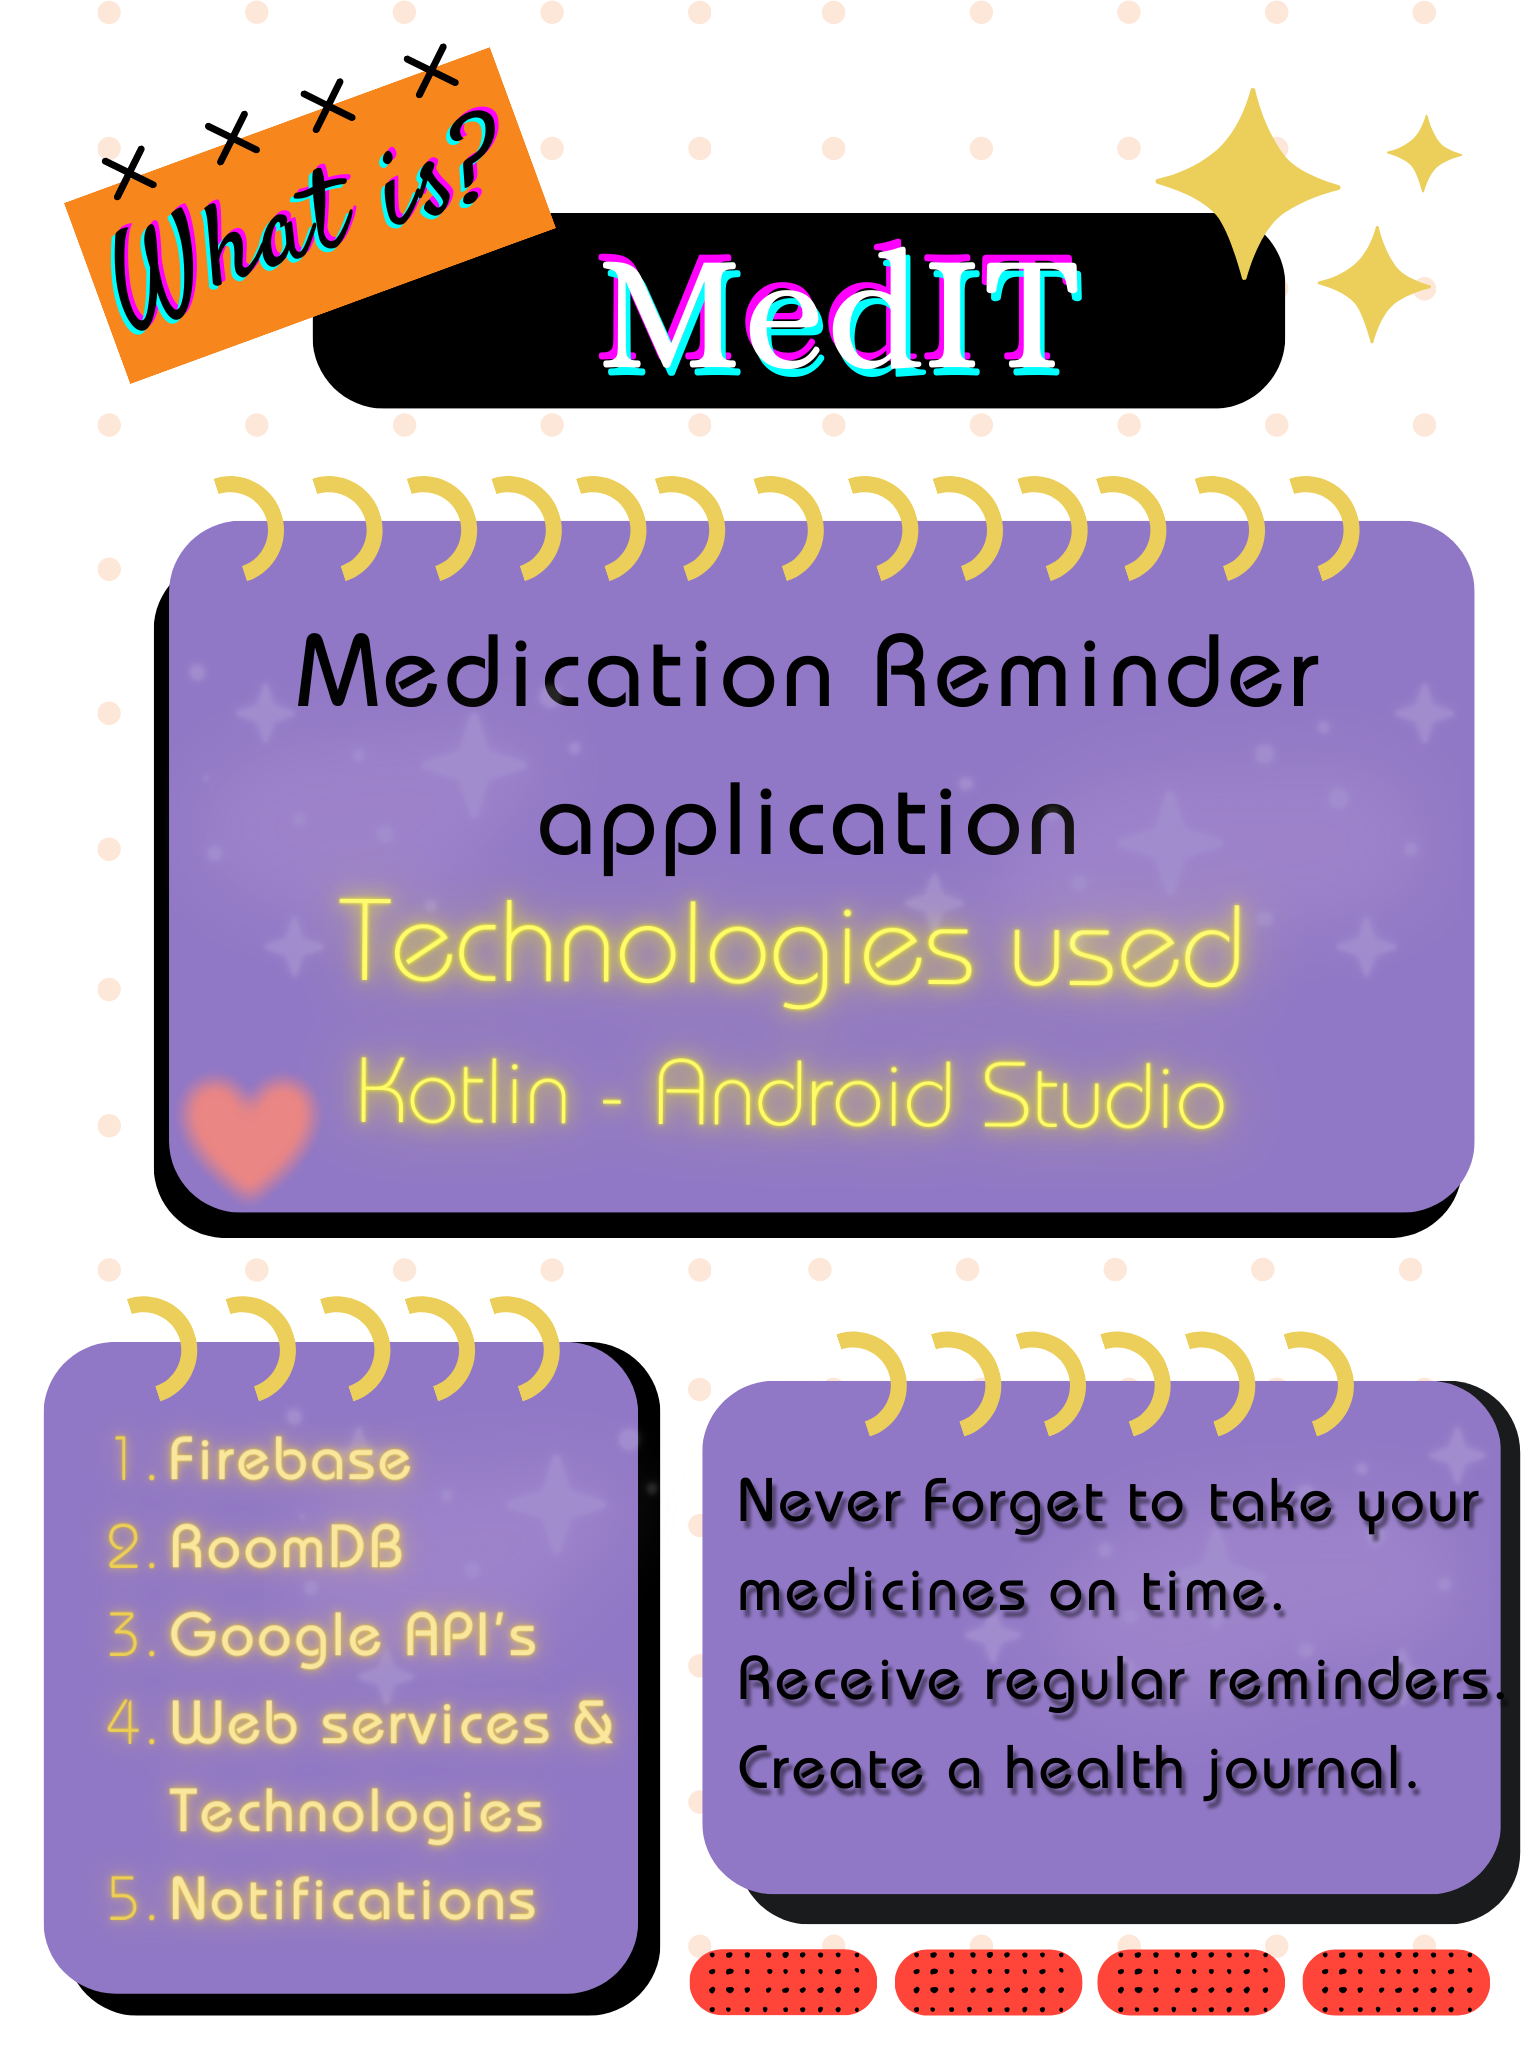 What is?
MedIT
Medication Reminder
application
Technologies used
Kotlin - Android Studio
1. Firebase
2. RoomDB
3. Google API's
4. Web services &
Technologies
5. Notifications
Never Forget to take your
medicines on time.
Receive regular reminders.
Create a health journal.